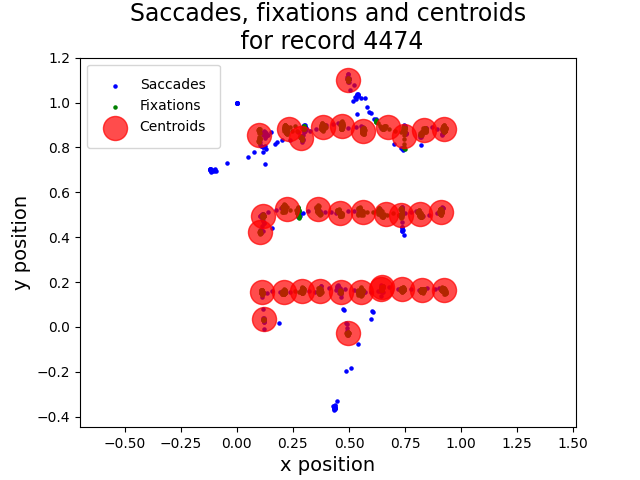 Saccades, fixations and centroids
for record 4474
Saccades
Fixations
Centroids
1.2
1.0
0.8
0.6
0.4
0.2
0.0
−0.2
−0.4
y position
−0.50 −0.25 0.00 0.25 0.50 0.75 1.00 1.25 1.50
x position